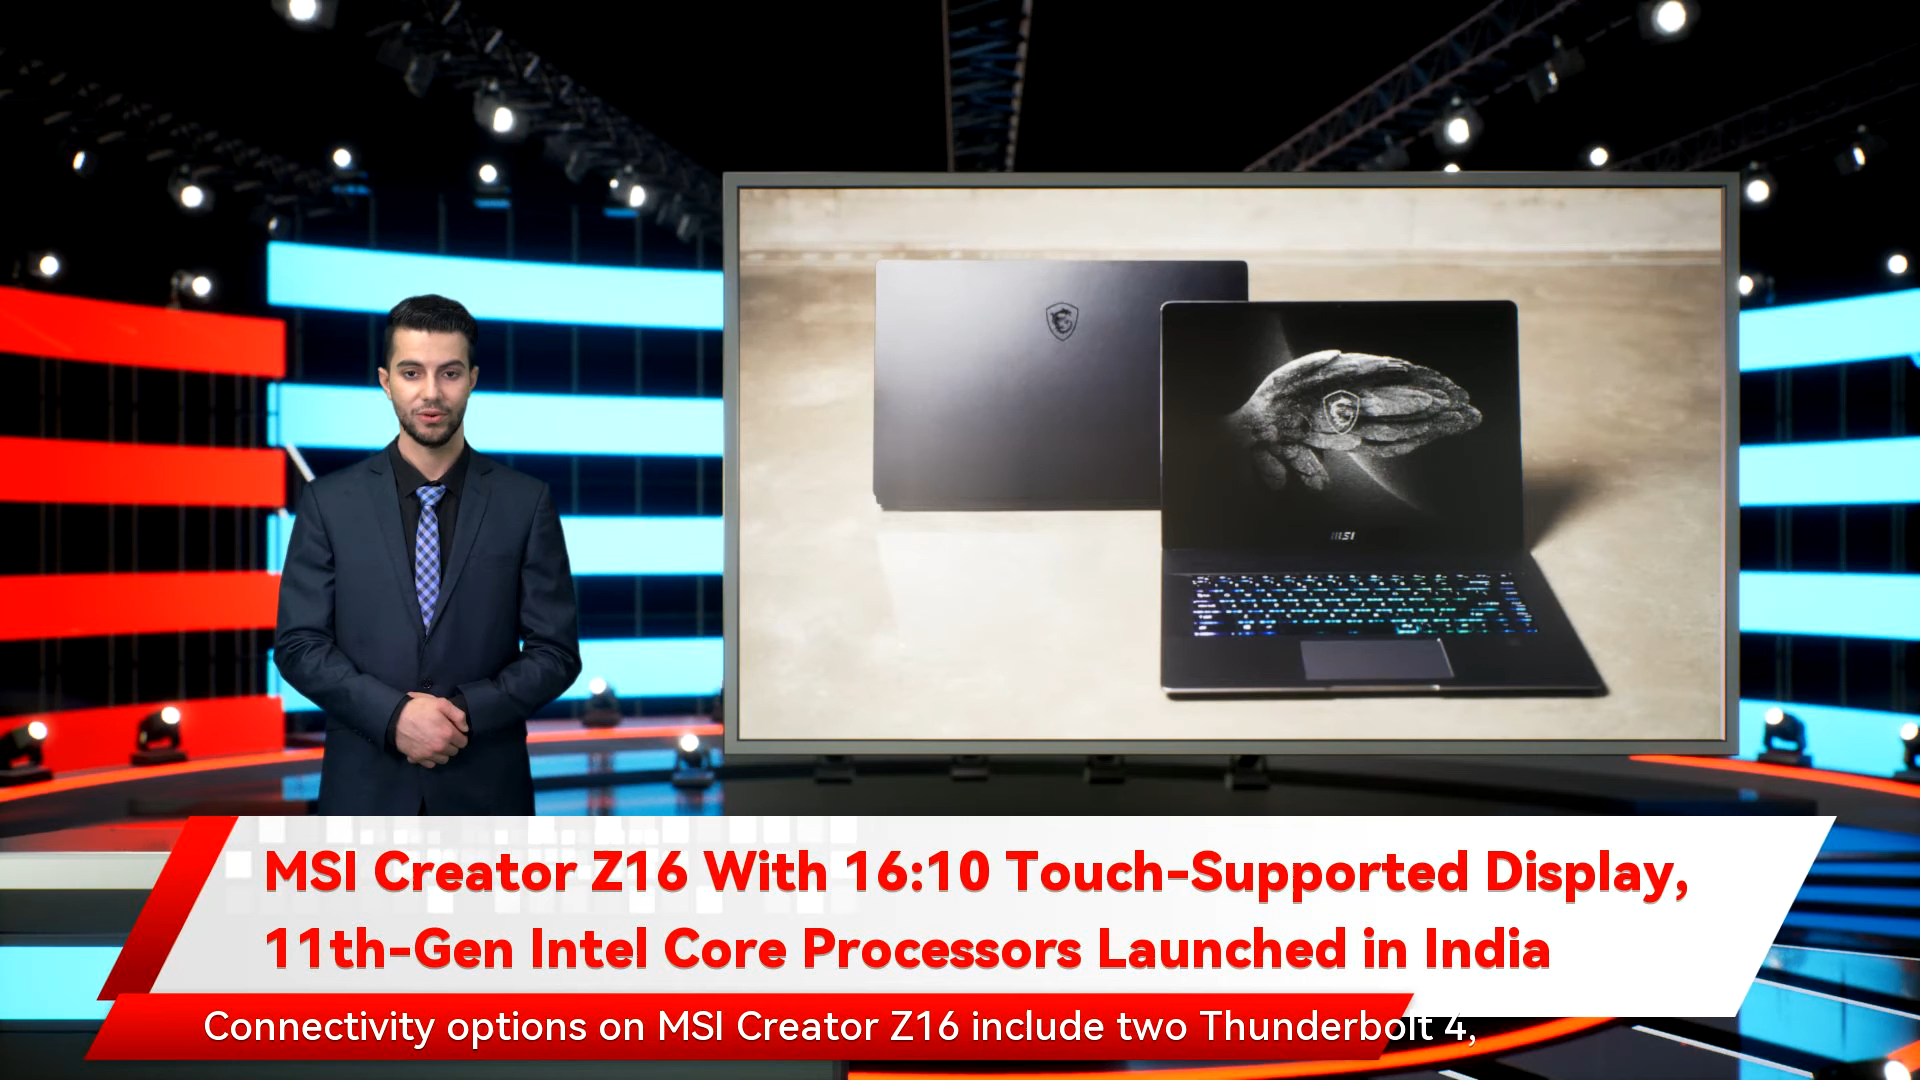 MSI
MSI Creator Z16 With 16:10 Touch-Supported Display,
11th-Gen Intel Core Processors Launched in India
Connectivity options on MSI Creator Z16 include two Thunderbolt 4,